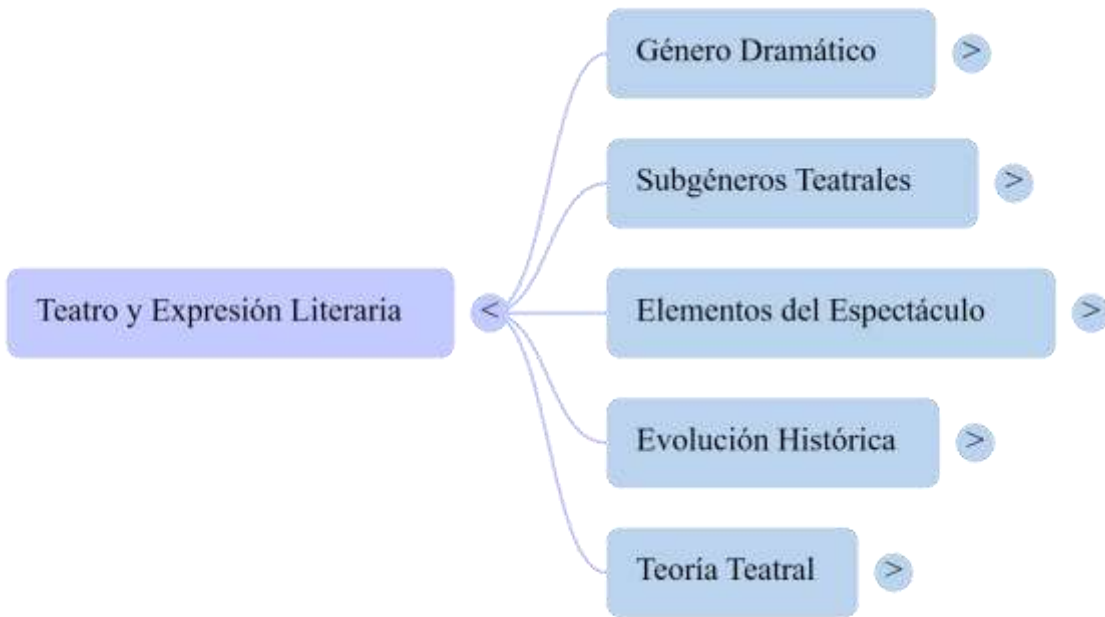 Género Dramático >
Subgéneros Teatrales >
Teatro y Expresión Literaria <
Elementos del Espectáculo >
Evolución Histórica >
Teoría Teatral >